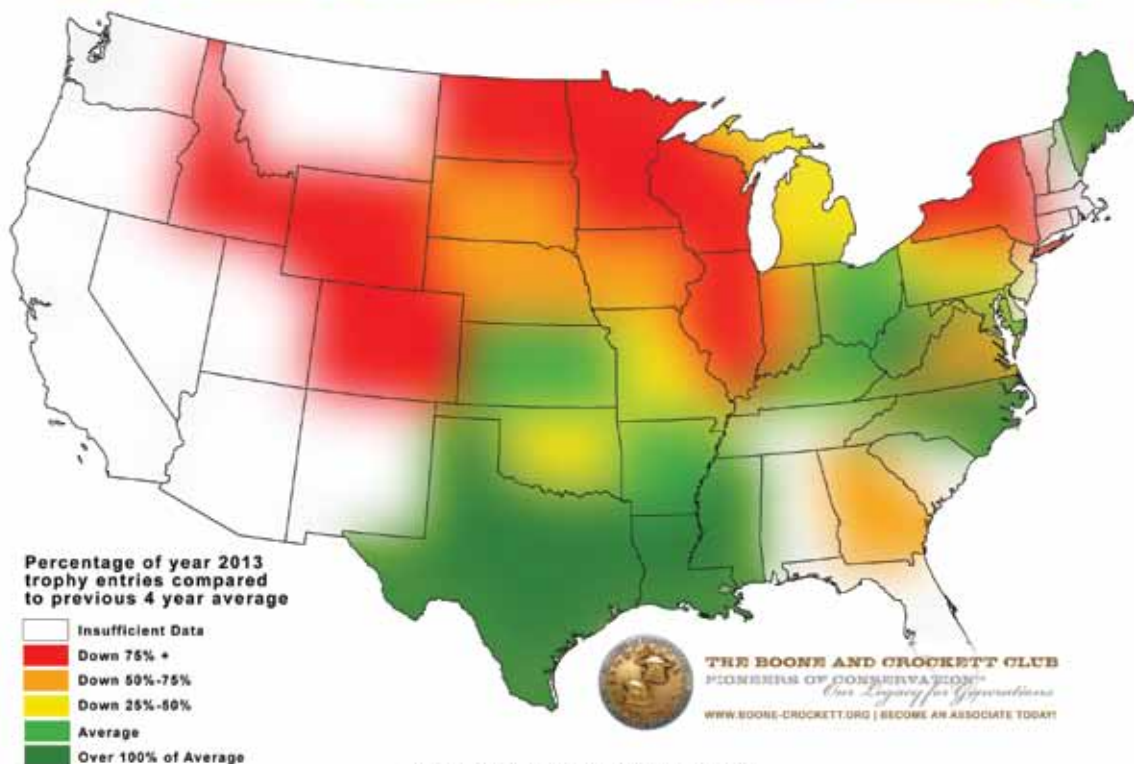 Percentage of year 2013
trophy entries compared
to previous 4 year average
Insufficient Data
Down 75% +
Down 50%-75%
Down 25%-50%
Average
Over 100% of Average
THE BOONE AND CROCKETT CLUB
PIONEERS OF CONSERVATION
Our Legacy for Generations
WWW.BOONE-CROCKETT.ORG | BECOME AN ASSOCIATE TODAY!